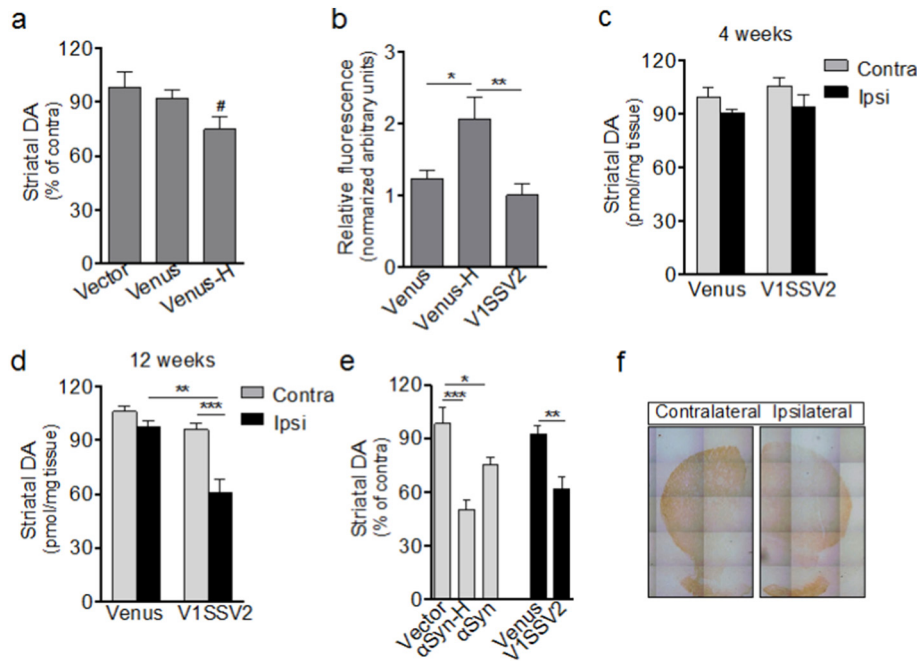 a
120
90
60
30
0
Striatal DA
(% of contra)
#
Vector
Venus
Venus-H
b
3
2
1
0
Relative fluorescence
(normarized arbitrary units)
*
**
Venus
Venus-H
V1SSV2
c
4 weeks
Contra
Ipsi
120
90
60
30
0
Striatal DA
(pmol/mg tissue)
Venus
V1SSV2
d
12 weeks
Contra
Ipsi
120
90
60
30
0
Striatal DA
(pmol/mg tissue)
**
***
Venus
V1SSV2
e
120
90
60
30
0
Striatal DA
(% of contra)
*
***
**
Vector
αSyn-H
αSyn
Venus
V1SSV2
f
Contralateral Ipsilateral